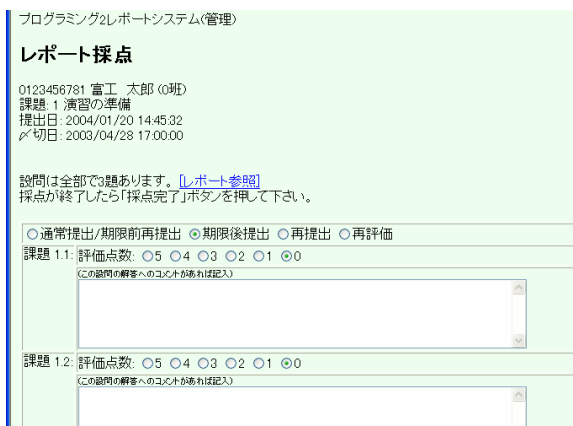 プログラミング2レポートシステム(管理)
レポート採点
0123456781 富工 太郎 (0班)
課題: 1 演習の準備
提出日: 2004/01/20 14:45:32
〆切日: 2003/04/28 17:00:00
設問は全部で3題あります。 [レポート参照]
採点が終了したら「採点完了」ボタンを押して下さい。
通常提出/期限前再提出 期限後提出 再提出 再評価
課題 1.1: 評価点数: 5 4 3 2 1 0
(この設問の解答へのコメントがあれば記入)
課題 1.2: 評価点数: 5 4 3 2 1 0
(この設問の解答へのコメントがあれば記入)